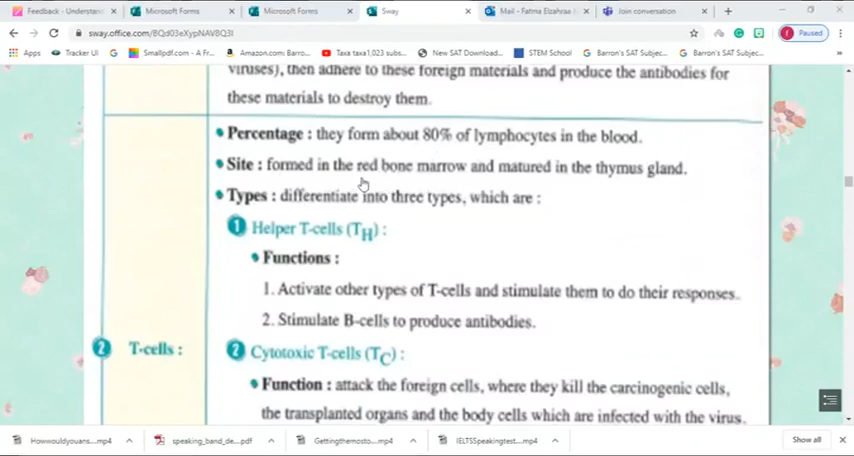 Feedback - Understand
Microsoft Forms
Microsoft Forms
Sway
Mail - Fatma Elzahraa
Join conversation
sway.office.com/8Qd03eXypNAV8Q3I
Paused
Apps
Tracker UI
Smallpdf.com - A Fr...
Amazon.com: Barro...
Taxa taxa1,023 subs...
New SAT Download...
STEM School
Barron's SAT Subjec...
Barron's SAT Subjec...
viruses), then adhere to these foreign materials and produce the antibodies for
these materials to destroy them.
• Percentage : they form about 80% of lymphocytes in the blood.
• Site : formed in the red bone marrow and matured in the thymus gland.
• Types : differentiate into three types, which are :
1 Helper T-cells (TH) :
• Functions :
1. Activate other types of T-cells and stimulate them to do their responses.
2. Stimulate B-cells to produce antibodies.
2 T-cells :
2 Cytotoxic T-cells (TC) :
• Function : attack the foreign cells, where they kill the carcinogenic cells,
the transplanted organs and the body cells which are infected with the virus.
Howwouldyouans....mp4
speaking_band_de....pdf
Gettingthemosto....mp4
IELTSSpeakingtest....mp4
Show all